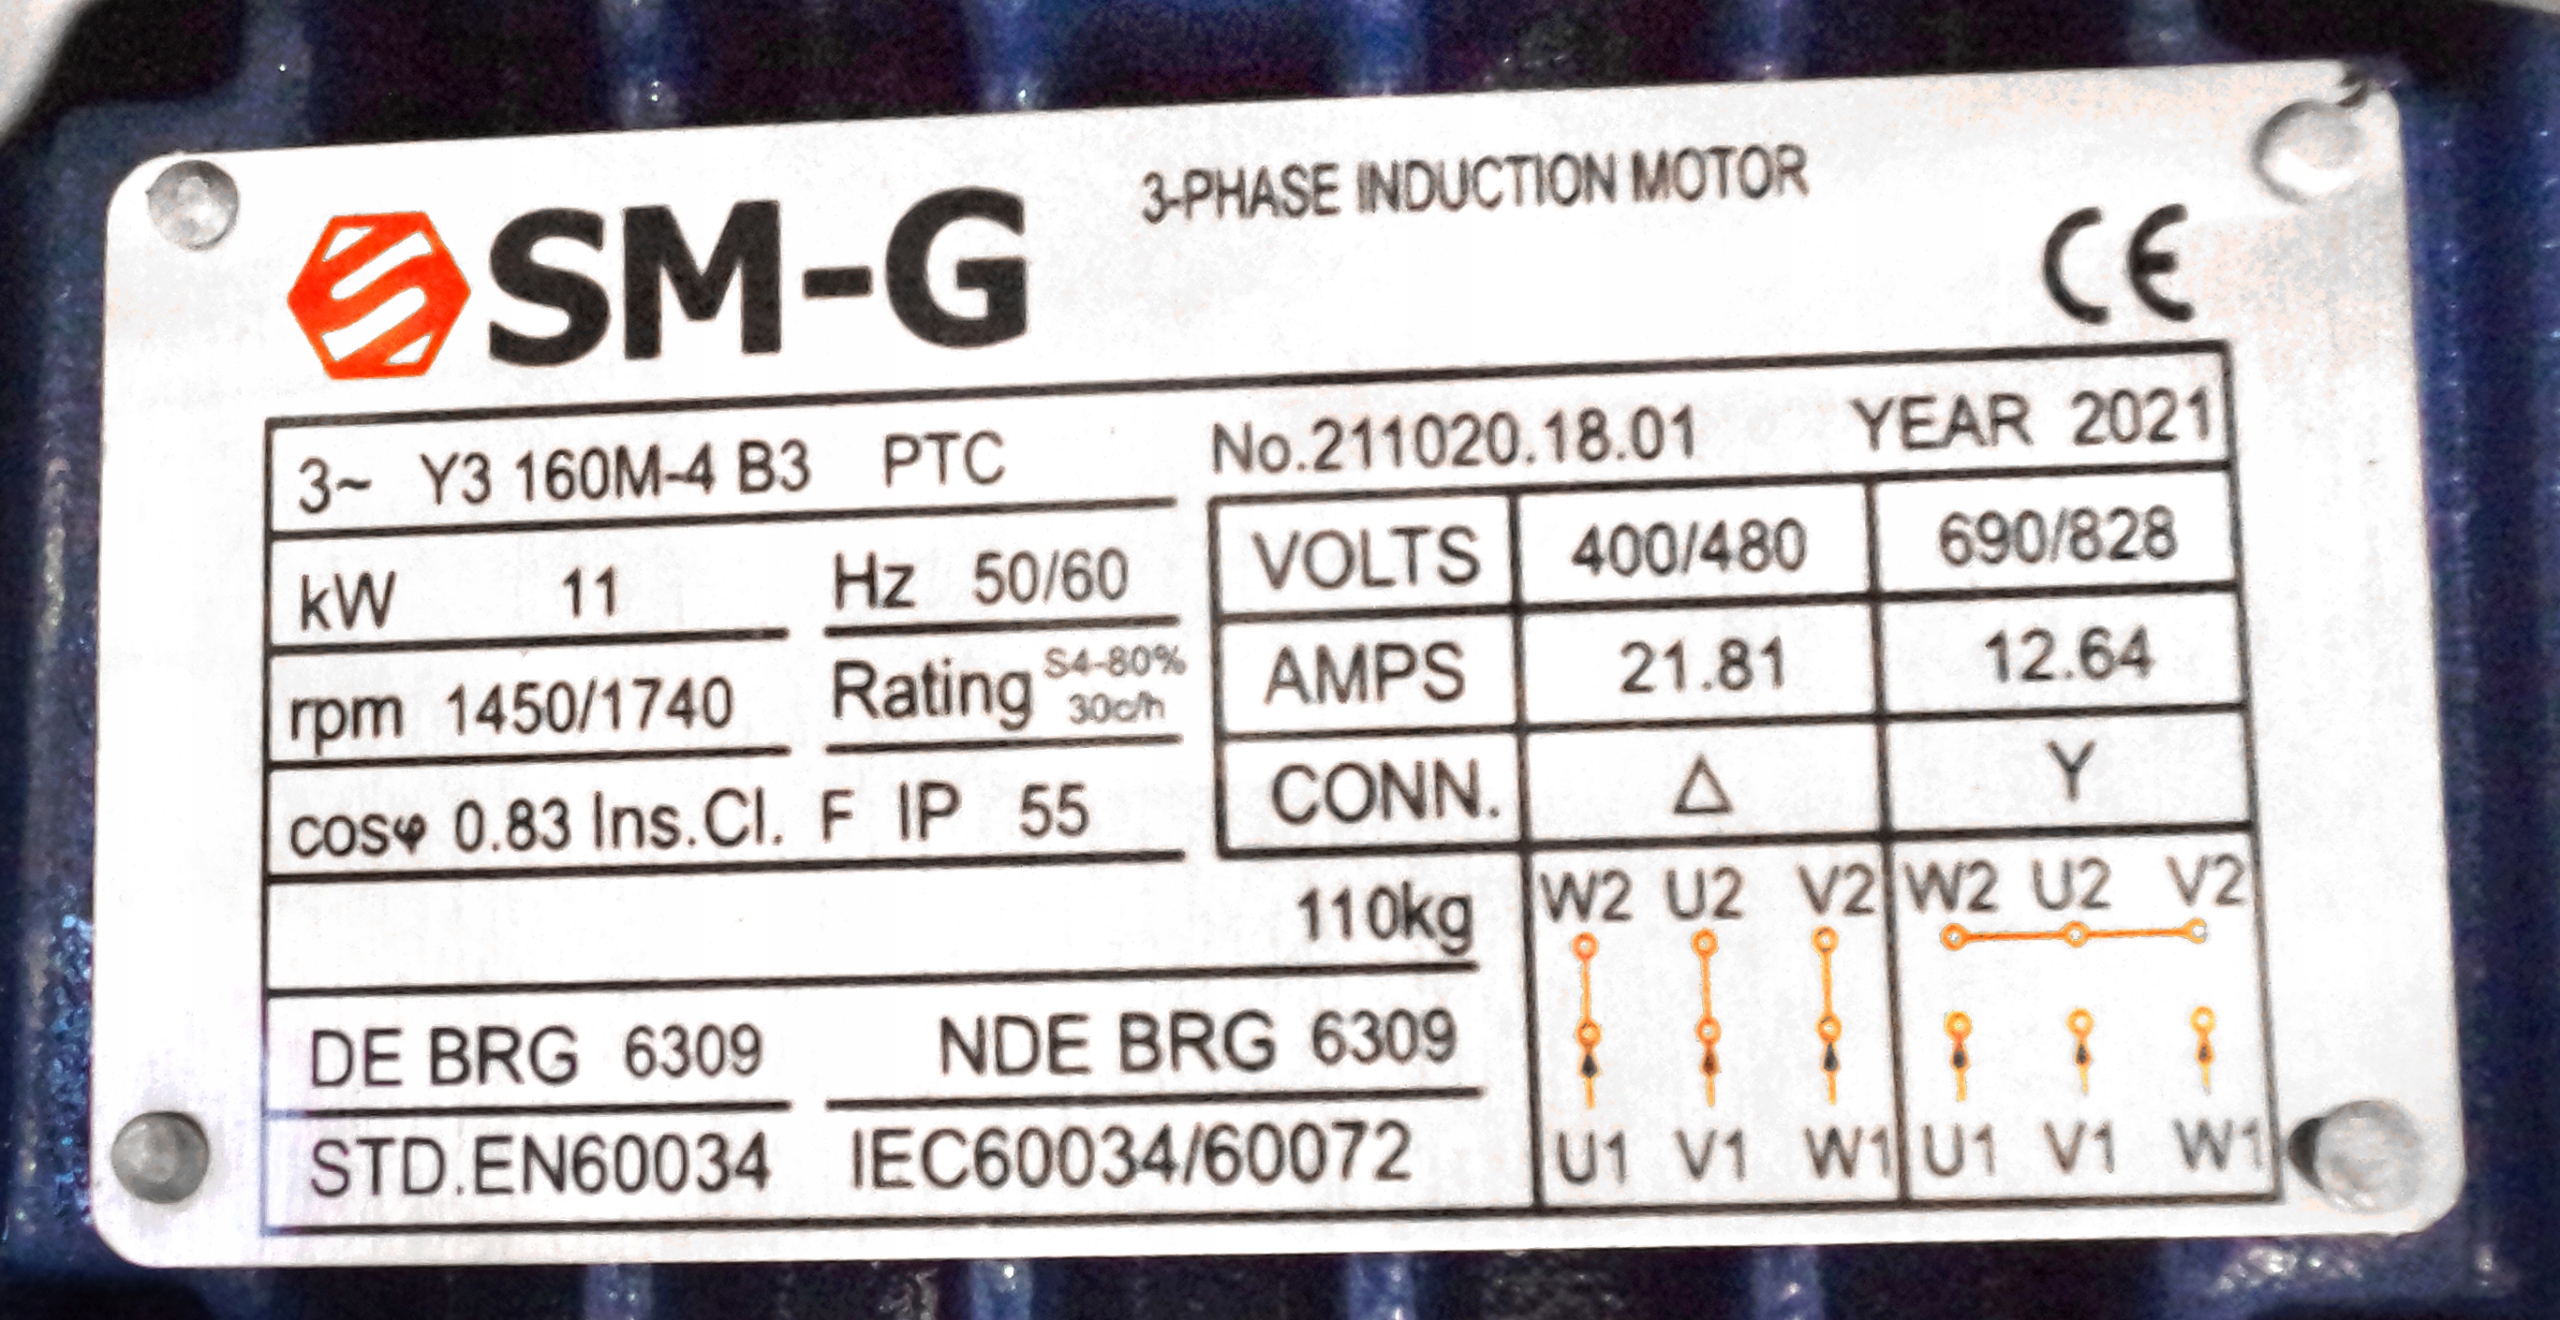 SM-G 3-PHASE INDUCTION MOTOR
CE
3~ Y3 160M-4 B3 PTC No.211020.18.01 YEAR 2021
kW 11 Hz 50/60 VOLTS 400/480 690/828
rpm 1450/1740 Rating S4-80% 30c/h AMPS 21.81 12.64
cosφ 0.83 Ins.Cl. F IP 55 CONN. Δ Y
110kg W2 U2 V2 W2 U2 V2
DE BRG 6309 NDE BRG 6309
STD.EN60034 IEC60034/60072 U1 V1 W1 U1 V1 W1